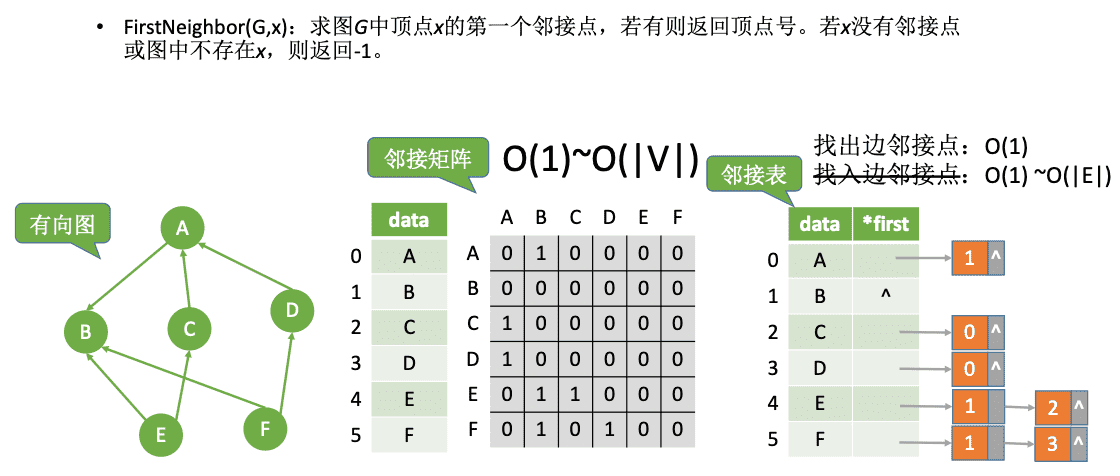 • FirstNeighbor(G,x)：求图G中顶点x的第一个邻接点，若有则返回顶点号。若x没有邻接点
或图中不存在x，则返回-1。
邻接矩阵
O(1)~O(|V|)
邻接表
找出边邻接点：O(1)
找入边邻接点：O(1) ~O(|E|)
有向图
A
B
C
D
E
F
data
0 A
1 B
2 C
3 D
4 E
5 F
A B C D E F
A 0 1 0 0 0 0
B 0 0 0 0 0 0
C 1 0 0 0 0 0
D 1 0 0 0 0 0
E 0 1 1 0 0 0
F 0 1 0 1 0 0
data *first
0 A 1 ^
1 B ^
2 C 0 ^
3 D 0 ^
4 E 1 2 ^
5 F 1 3 ^